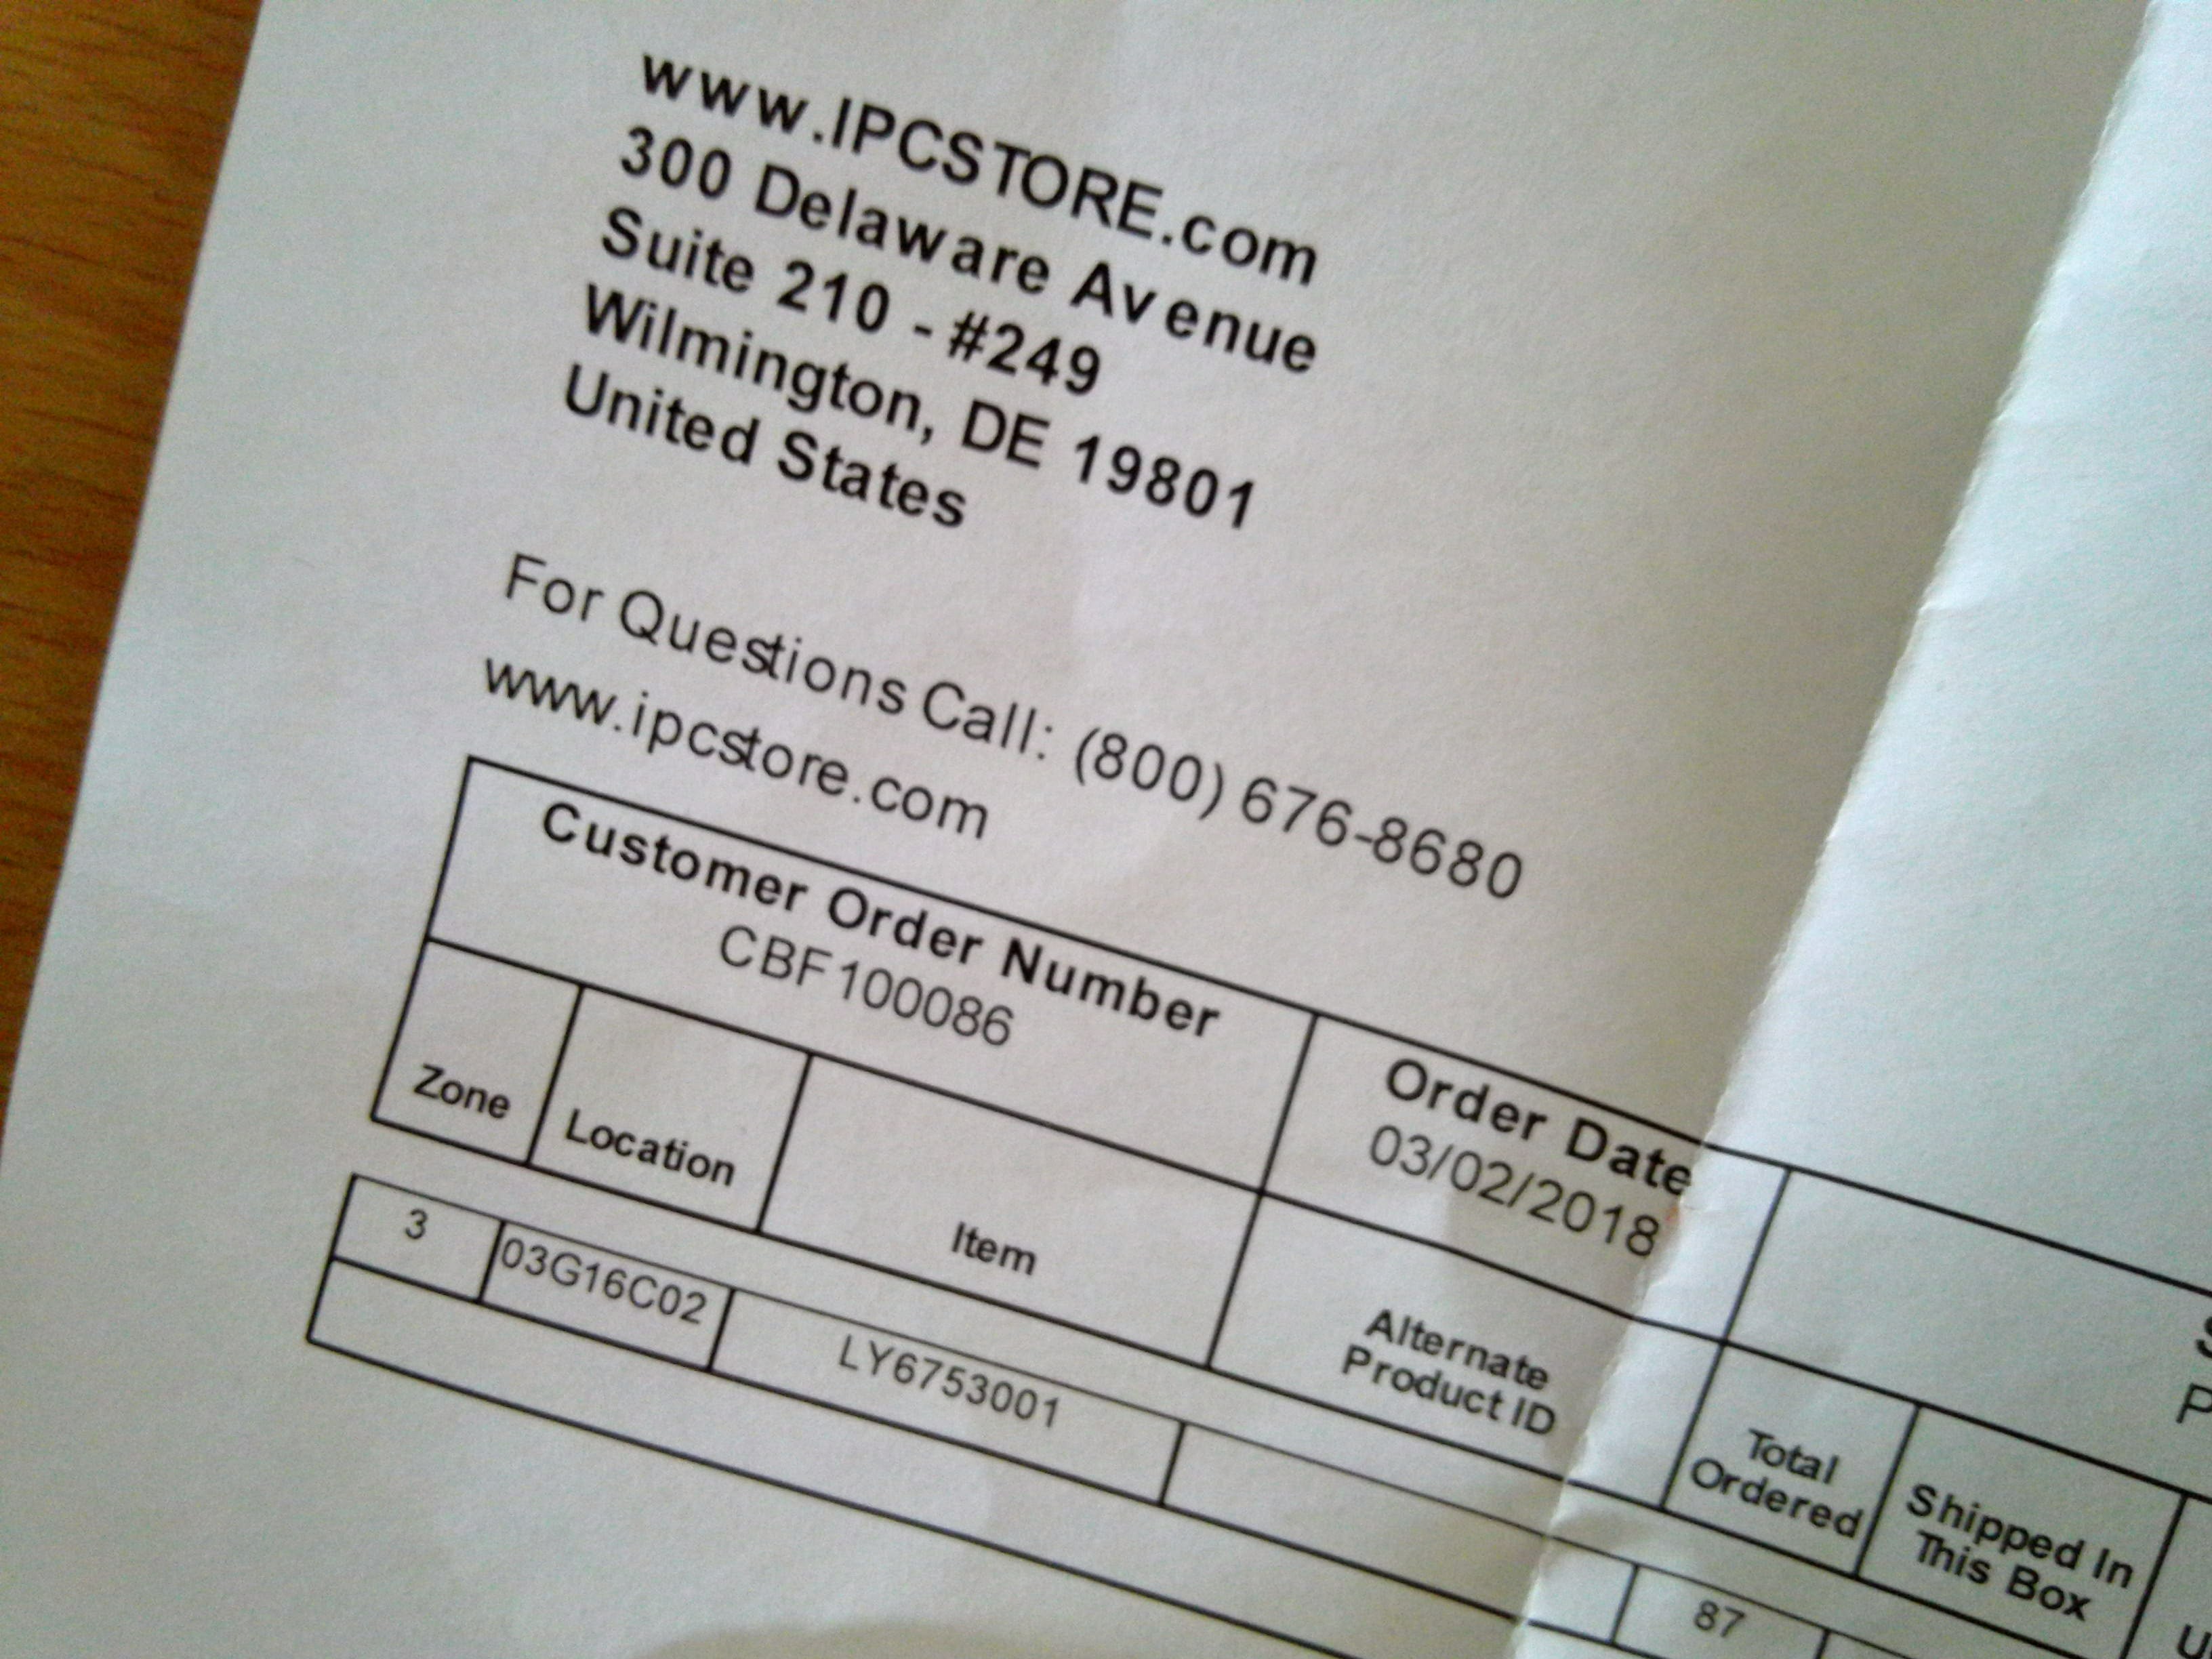 www.IPCSTORE.com
300 Delaware Avenue
Suite 210 - #249
Wilmington, DE 19801
United States
For Questions Call: (800) 676-8680
www.ipcstore.com
Customer Order Number
CBF100086
Order Date
03/02/2018
Zone
Location
Item
Alternate
Product ID
Total
Ordered
Shipped In
This Box
3
03G16C02
LY6753001
87